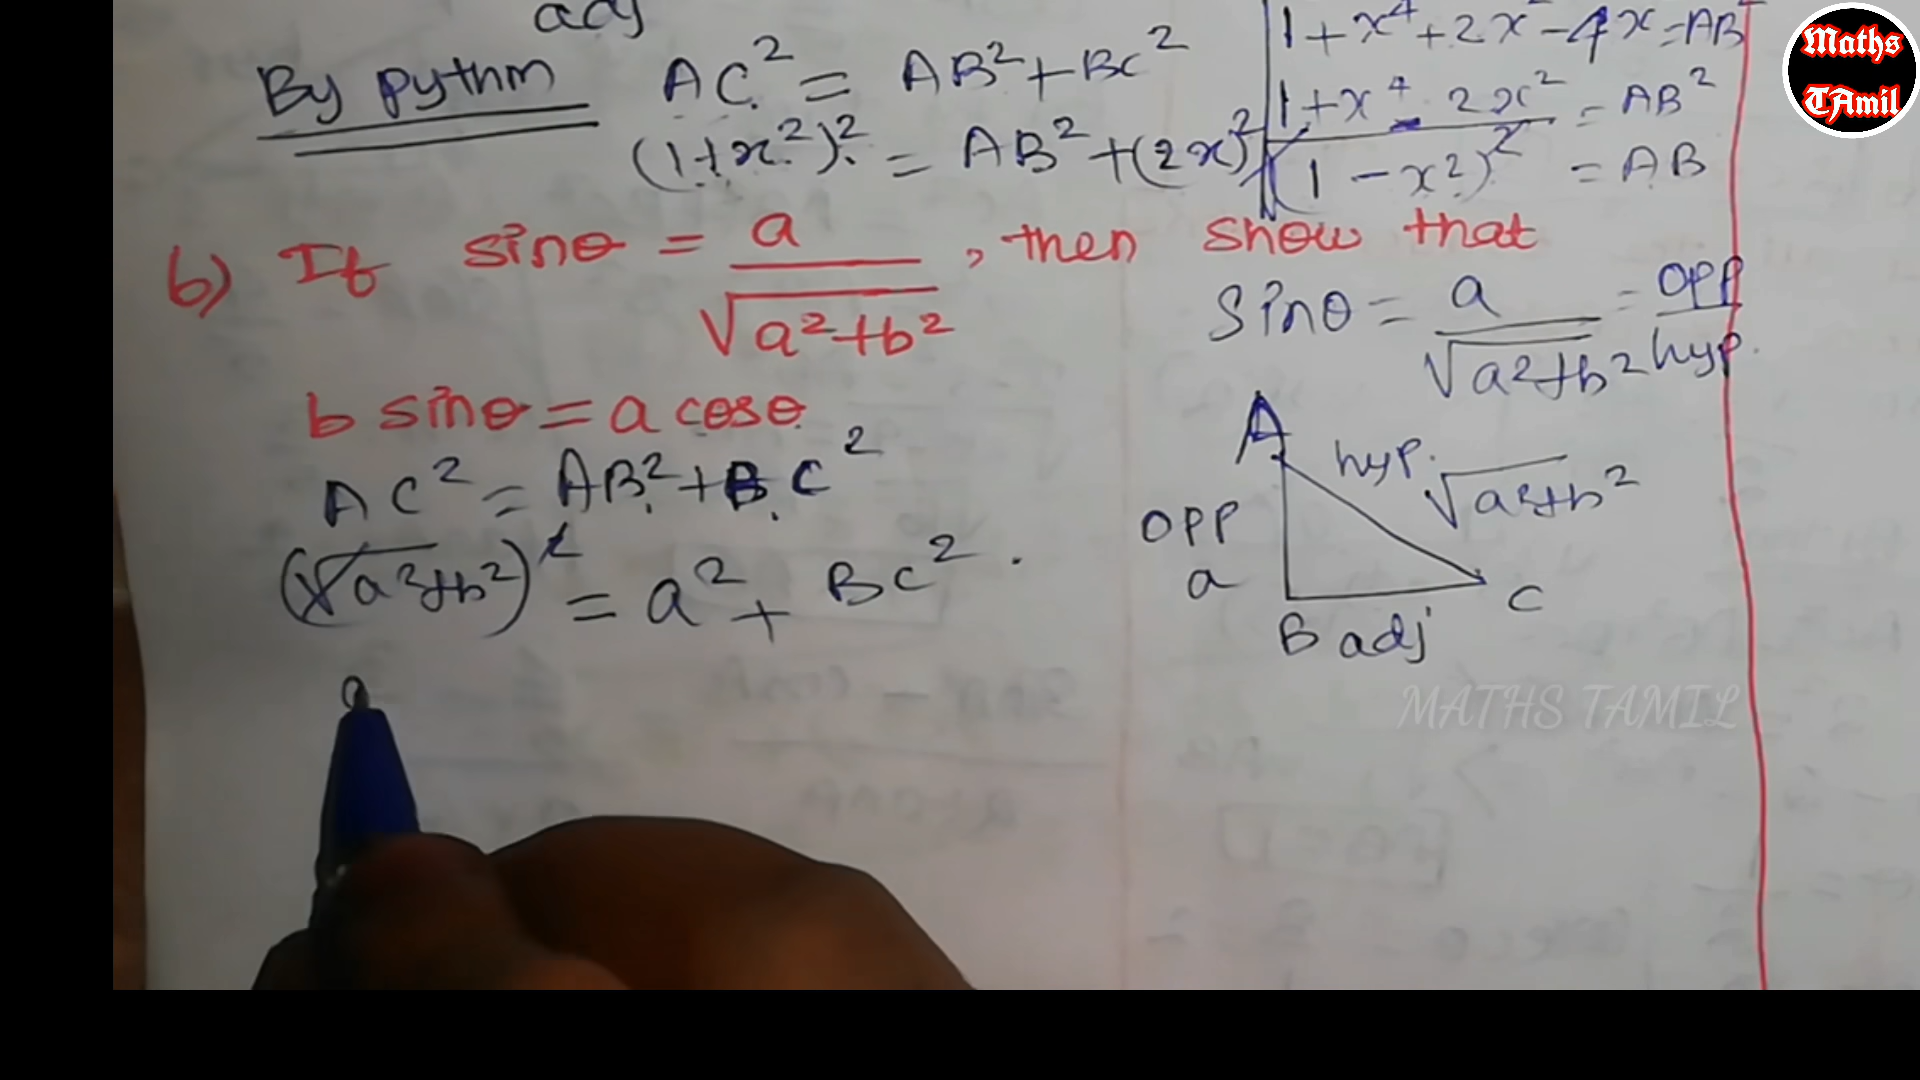 adj
By pythm AC² = AB² + BC²
(1+x²)² = AB² + (2x)²
1 + x⁴ + 2x² - 4x = AB²
1 + x⁴ - 2x² = AB²
(1 - x²)² = AB
b) If sinθ = a / √a²+b² , then show that
b sinθ = a cosθ
AC² = AB² + BC²
(√a²+b²)² = a² + BC²
a
Sinθ = a / √a²+b² = opp / hyp.
A
hyp. √a²+b²
opp
a
B adj C
MATHS TAMIL
Maths
TAmil